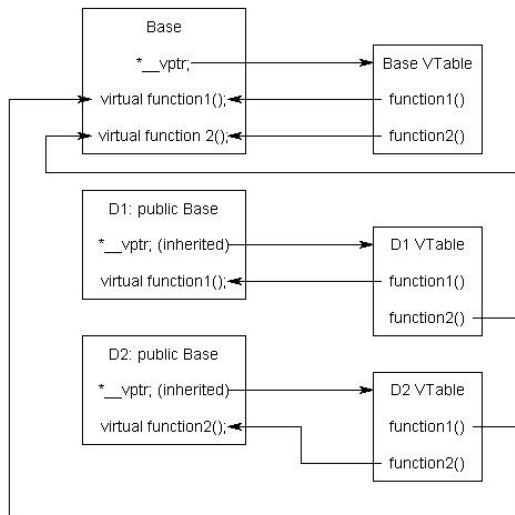 Base
*__vptr;
virtual function1();
virtual function 2();
Base VTable
function1()
function2()
D1: public Base
*__vptr; (inherited)
virtual function1();
D1 VTable
function1()
function2()
D2: public Base
*__vptr; (inherited)
virtual function2();
D2 VTable
function1()
function2()